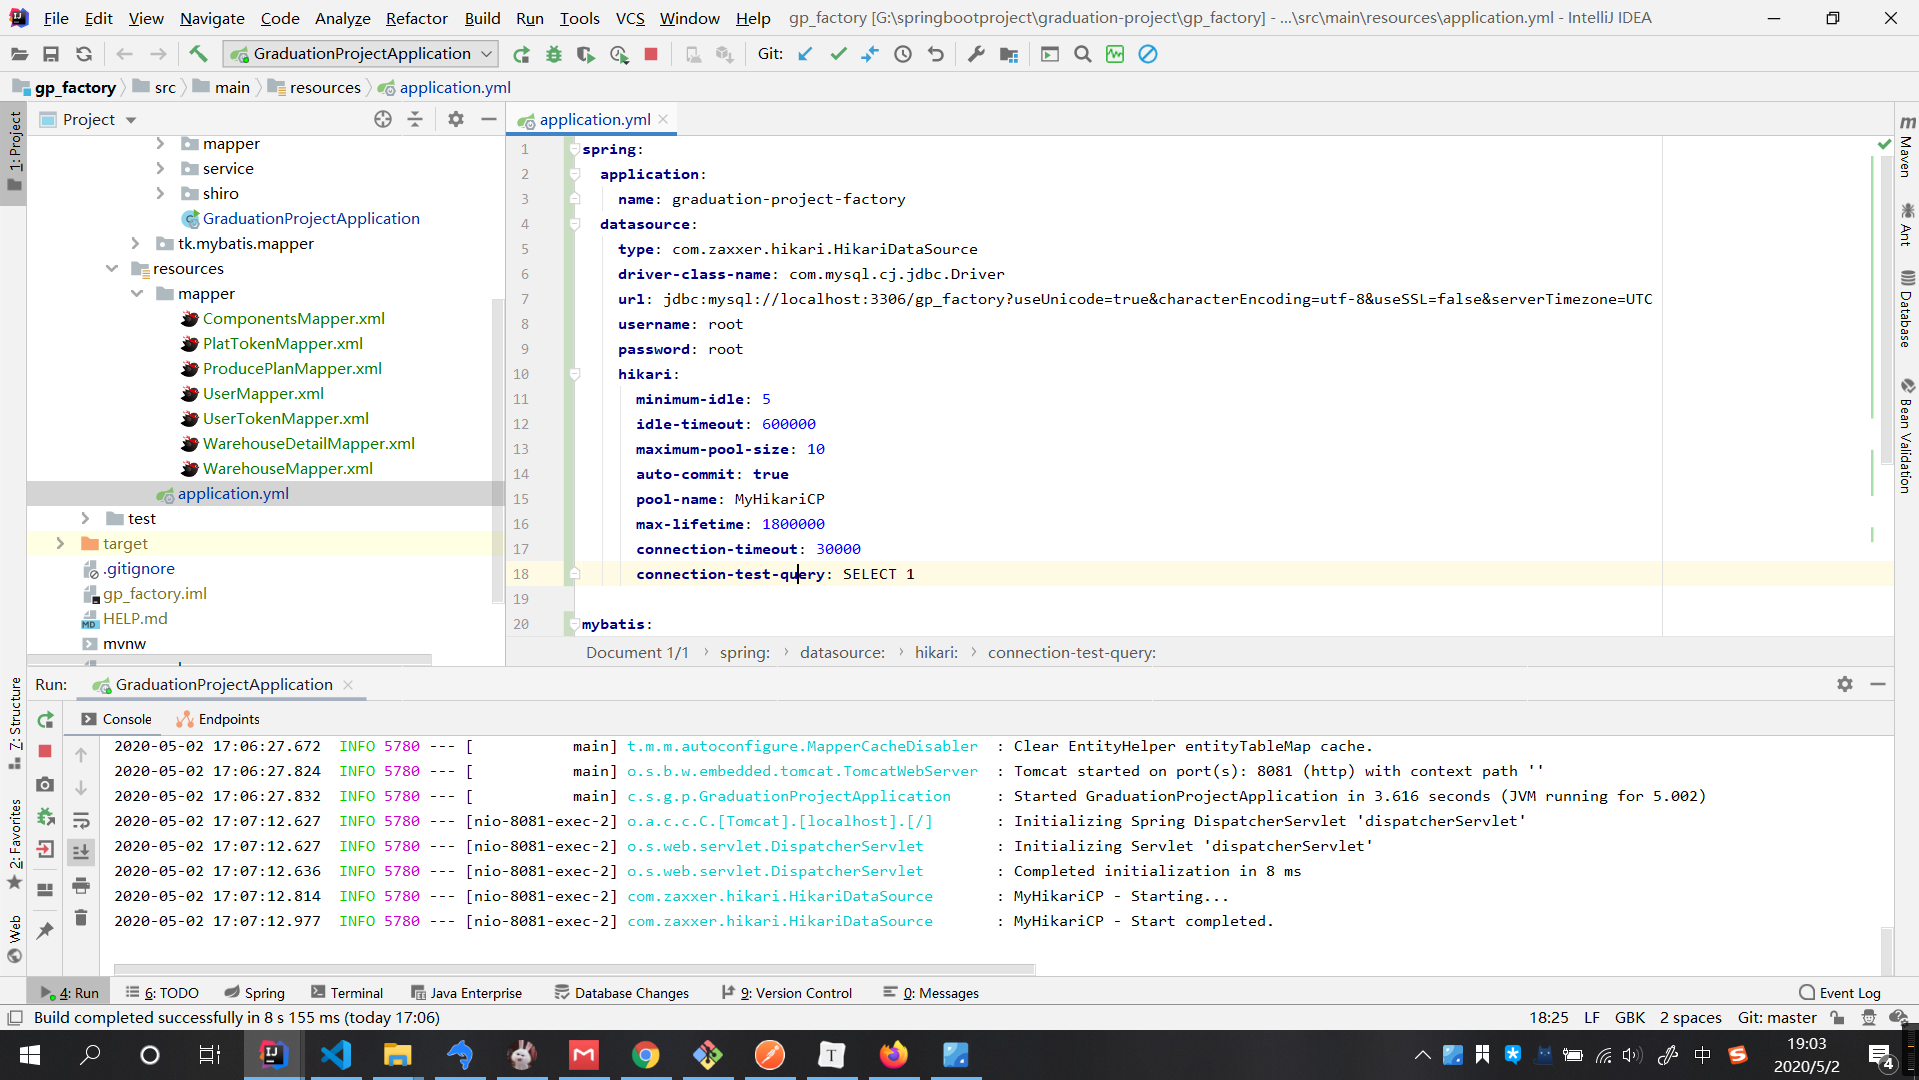 File Edit View Navigate Code Analyze Refactor Build Run Tools VCS Window Help gp_factory [G:\springbootproject\graduation-project\gp_factory] - ...\src\main\resources\application.yml - IntelliJ IDEA
GraduationProjectApplication Git:
gp_factory src main resources application.yml
1: Project
Project
mapper
service
shiro
GraduationProjectApplication
tk.mybatis.mapper
resources
mapper
ComponentsMapper.xml
PlatTokenMapper.xml
ProducePlanMapper.xml
UserMapper.xml
UserTokenMapper.xml
WarehouseDetailMapper.xml
WarehouseMapper.xml
application.yml
test
target
.gitignore
gp_factory.iml
HELP.md
mvnw
application.yml
1 spring:
2 application:
3 name: graduation-project-factory
4 datasource:
5 type: com.zaxxer.hikari.HikariDataSource
6 driver-class-name: com.mysql.cj.jdbc.Driver
7 url: jdbc:mysql://localhost:3306/gp_factory?useUnicode=true&characterEncoding=utf-8&useSSL=false&serverTimezone=UTC
8 username: root
9 password: root
10 hikari:
11 minimum-idle: 5
12 idle-timeout: 600000
13 maximum-pool-size: 10
14 auto-commit: true
15 pool-name: MyHikariCP
16 max-lifetime: 1800000
17 connection-timeout: 30000
18 connection-test-query: SELECT 1
19
20 mybatis:
Document 1/1 spring: datasource: hikari: connection-test-query:
Maven
Ant
Database
Bean Validation
7: Structure
2: Favorites
Web
Run: GraduationProjectApplication
Console Endpoints
2020-05-02 17:06:27.672 INFO 5780 --- [ main] t.m.m.autoconfigure.MapperCacheDisabler : Clear EntityHelper entityTableMap cache.
2020-05-02 17:06:27.824 INFO 5780 --- [ main] o.s.b.w.embedded.tomcat.TomcatWebServer : Tomcat started on port(s): 8081 (http) with context path ''
2020-05-02 17:06:27.832 INFO 5780 --- [ main] c.s.g.p.GraduationProjectApplication : Started GraduationProjectApplication in 3.616 seconds (JVM running for 5.002)
2020-05-02 17:07:12.627 INFO 5780 --- [nio-8081-exec-2] o.a.c.c.C.[Tomcat].[localhost].[/] : Initializing Spring DispatcherServlet 'dispatcherServlet'
2020-05-02 17:07:12.627 INFO 5780 --- [nio-8081-exec-2] o.s.web.servlet.DispatcherServlet : Initializing Servlet 'dispatcherServlet'
2020-05-02 17:07:12.636 INFO 5780 --- [nio-8081-exec-2] o.s.web.servlet.DispatcherServlet : Completed initialization in 8 ms
2020-05-02 17:07:12.814 INFO 5780 --- [nio-8081-exec-2] com.zaxxer.hikari.HikariDataSource : MyHikariCP - Starting...
2020-05-02 17:07:12.977 INFO 5780 --- [nio-8081-exec-2] com.zaxxer.hikari.HikariDataSource : MyHikariCP - Start completed.
4: Run 6: TODO Spring Terminal Java Enterprise Database Changes 9: Version Control 0: Messages Event Log
Build completed successfully in 8 s 155 ms (today 17:06) 18:25 LF GBK 2 spaces Git: master
中 19:03
2020/5/2
4